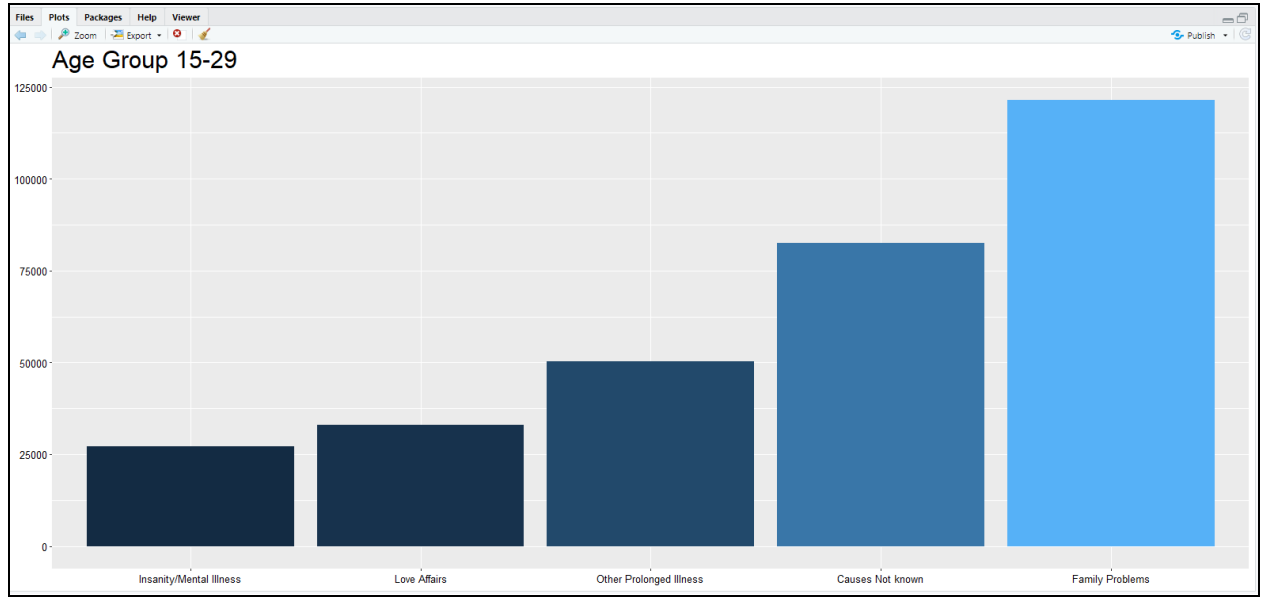 Files Plots Packages Help Viewer
Zoom Export Publish
Age Group 15-29
125000
100000
75000
50000
25000
0
Insanity/Mental Illness Love Affairs Other Prolonged Illness Causes Not known Family Problems